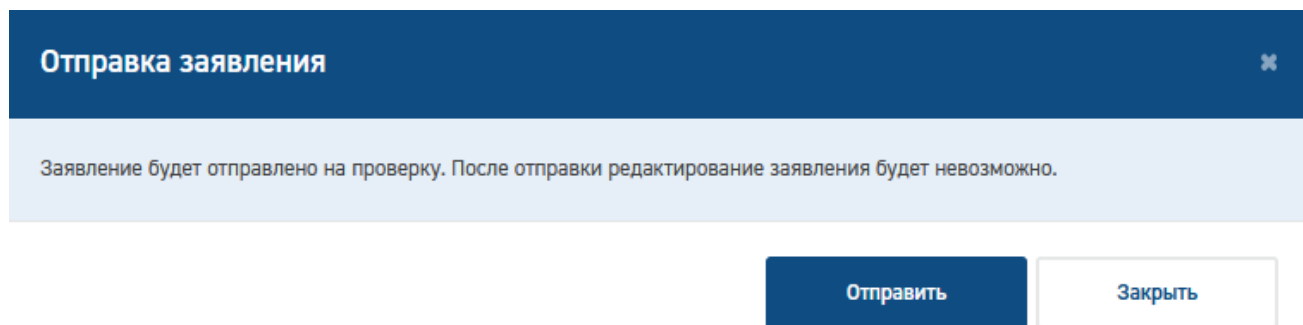 Отправка заявления
Заявление будет отправлено на проверку. После отправки редактирование заявления будет невозможно.
Отправить Закрыть